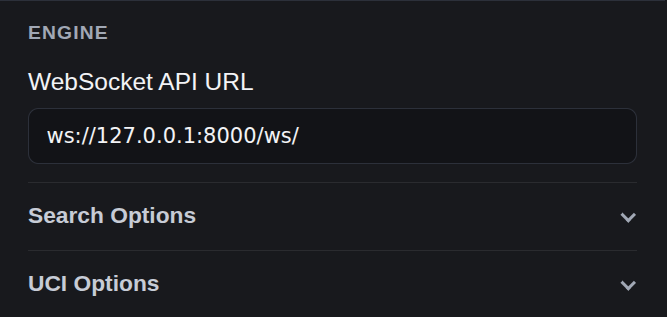 ENGINE
WebSocket API URL
ws://127.0.0.1:8000/ws/
Search Options
UCI Options